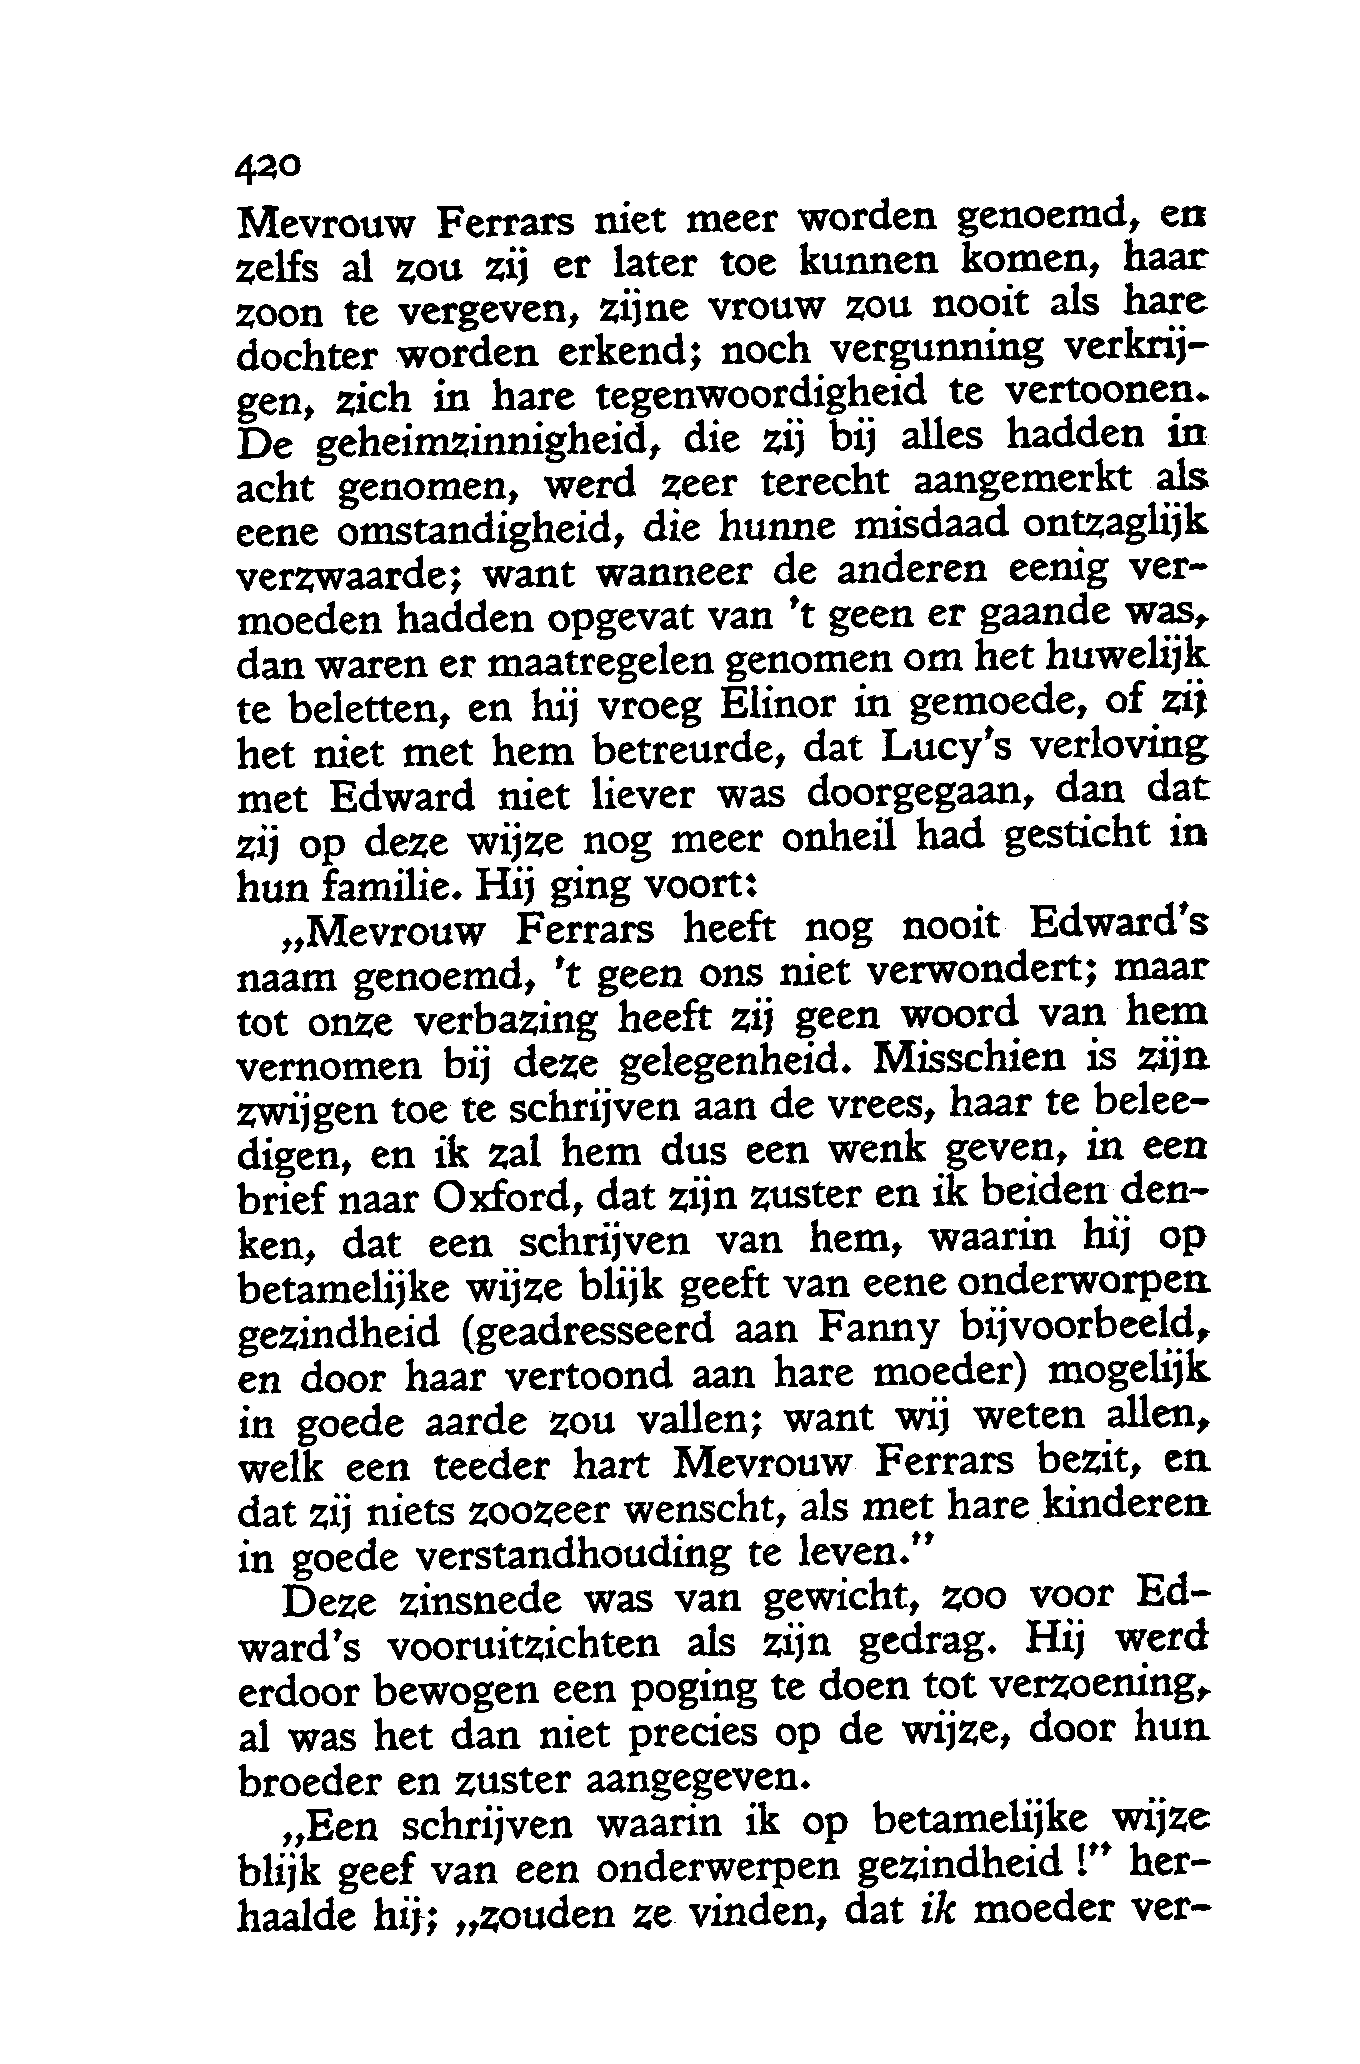 420
Mevrouw Ferrars niet meer worden genoemd, en
zelfs al zou zij er later toe kunnen komen, haar
zoon te vergeven, zijne vrouw zou nooit als hare
dochter worden erkend; noch vergunning verkrij-
gen, zich in hare tegenwoordigheid te vertoonen.
De geheimzinnigheid, die zij bij alles hadden in
acht genomen, werd zeer terecht aangemerkt als
eene omstandigheid, die hunne misdaad ontzaglijk
verzwaarde; want wanneer de anderen eenig ver-
moeden hadden opgevat van 't geen er gaande was,
dan waren er maatregelen genomen om het huwelijk
te beletten, en hij vroeg Elinor in gemoede, of zij
het niet met hem betreurde, dat Lucy's verloving
met Edward niet liever was doorgegaan, dan dat
zij op deze wijze nog meer onheil had gesticht in
hun familie. Hij ging voort:
„Mevrouw Ferrars heeft nog nooit Edward's
naam genoemd, 't geen ons niet verwondert; maar
tot onze verbazing heeft zij geen woord van hem
vernomen bij deze gelegenheid. Misschien is zijn
zwijgen toe te schrijven aan de vrees, haar te belee-
digen, en ik zal hem dus een wenk geven, in een
brief naar Oxford, dat zijn zuster en ik beiden den-
ken, dat een schrijven van hem, waarin hij op
betamelijke wijze blijk geeft van eene onderworpen
gezindheid (geadresseerd aan Fanny bijvoorbeeld,
en door haar vertoond aan hare moeder) mogelijk
in goede aarde zou vallen; want wij weten allen,
welk een teeder hart Mevrouw Ferrars bezit, en
dat zij niets zoozeer wenscht, als met hare kinderen
in goede verstandhouding te leven."
Deze zinsnede was van gewicht, zoo voor Ed-
ward's vooruitzichten als zijn gedrag. Hij werd
erdoor bewogen een poging te doen tot verzoening,
al was het dan niet precies op de wijze, door hun
broeder en zuster aangegeven.
„Een schrijven waarin ik op betamelijke wijze
blijk geef van een onderwerpen gezindheid !" her-
haalde hij; „zouden ze vinden, dat ik moeder ver-